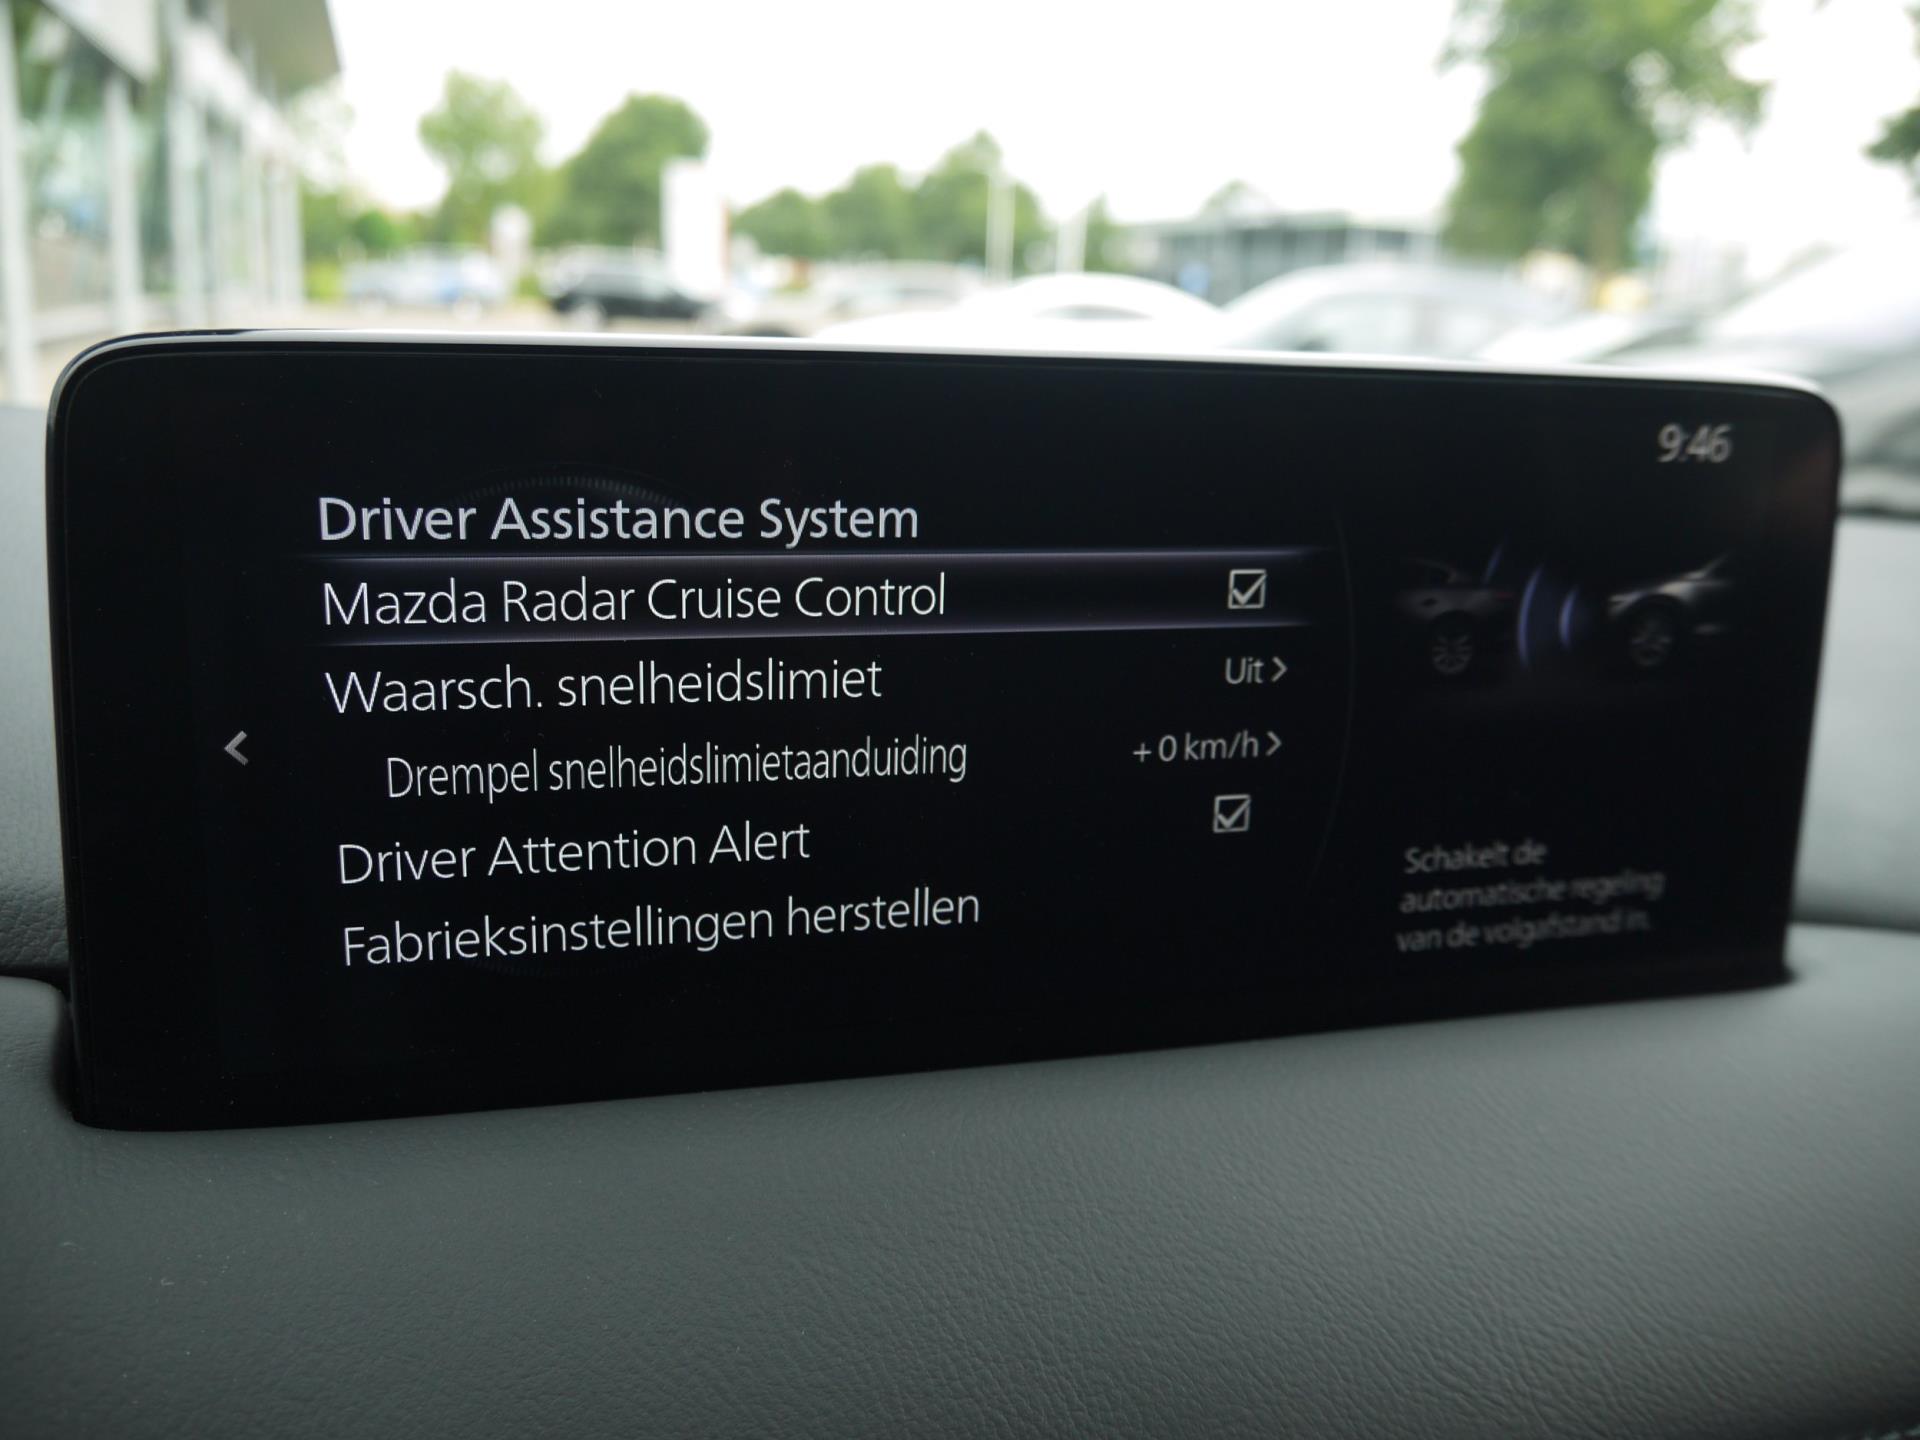 9:46
Driver Assistance System
Mazda Radar Cruise Control
Waarsch. snelheidslimiet Uit >
Drempel snelheidslimietaanduiding + 0 km/h >
Driver Attention Alert
Fabrieksinstellingen herstellen
Schakelt de
automatische regeling
van de volgafstand in.